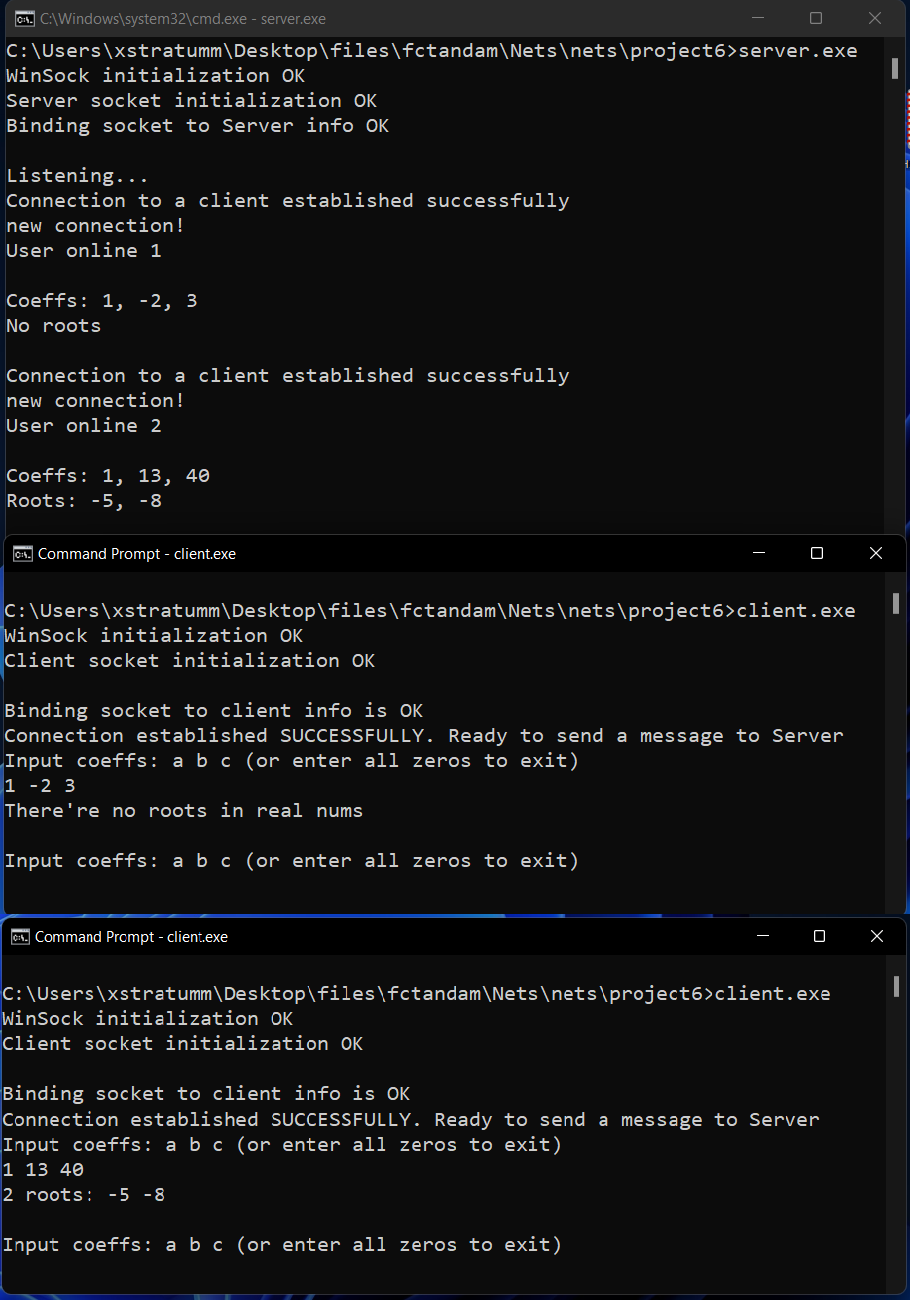 C:\Windows\system32\cmd.exe - server.exe
C:\Users\xstratumm\Desktop\files\fctandam\Nets\nets\project6>server.exe
WinSock initialization OK
Server socket initialization OK
Binding socket to Server info OK
Listening...
Connection to a client established successfully
new connection!
User online 1
Coeffs: 1, -2, 3
No roots
Connection to a client established successfully
new connection!
User online 2
Coeffs: 1, 13, 40
Roots: -5, -8
Command Prompt - client.exe
C:\Users\xstratumm\Desktop\files\fctandam\Nets\nets\project6>client.exe
WinSock initialization OK
Client socket initialization OK
Binding socket to client info is OK
Connection established SUCCESSFULLY. Ready to send a message to Server
Input coeffs: a b c (or enter all zeros to exit)
1 -2 3
There're no roots in real nums
Input coeffs: a b c (or enter all zeros to exit)
Command Prompt - client.exe
C:\Users\xstratumm\Desktop\files\fctandam\Nets\nets\project6>client.exe
WinSock initialization OK
Client socket initialization OK
Binding socket to client info is OK
Connection established SUCCESSFULLY. Ready to send a message to Server
Input coeffs: a b c (or enter all zeros to exit)
1 13 40
2 roots: -5 -8
Input coeffs: a b c (or enter all zeros to exit)